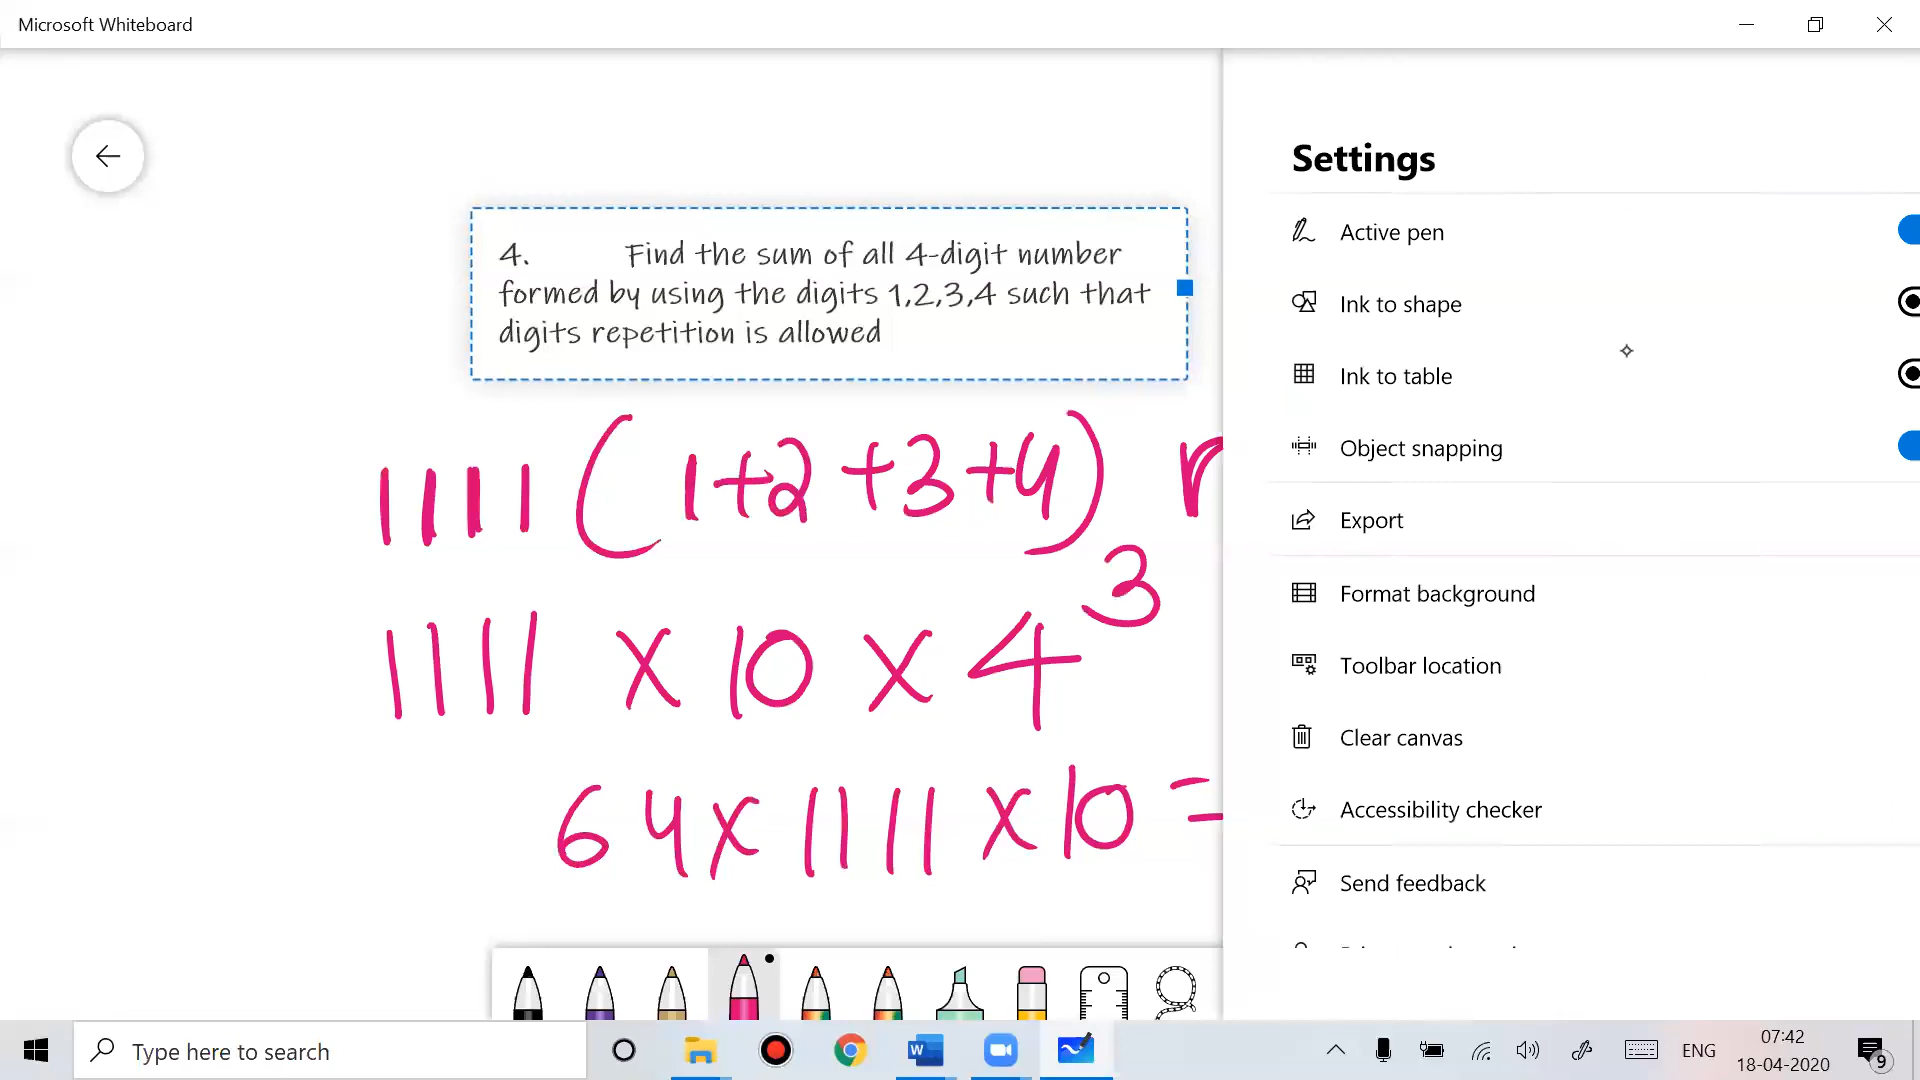 Microsoft Whiteboard
Settings
4. Find the sum of all 4-digit number
formed by using the digits 1,2,3,4 such that
digits repetition is allowed
1111 (1+2+3+4)
1111 x 10 x 4³
64x 1111 x 10 =
Active pen
Ink to shape
Ink to table
Object snapping
Export
Format background
Toolbar location
Clear canvas
Accessibility checker
Send feedback
Type here to search
W
ENG
07:42
18-04-2020
9